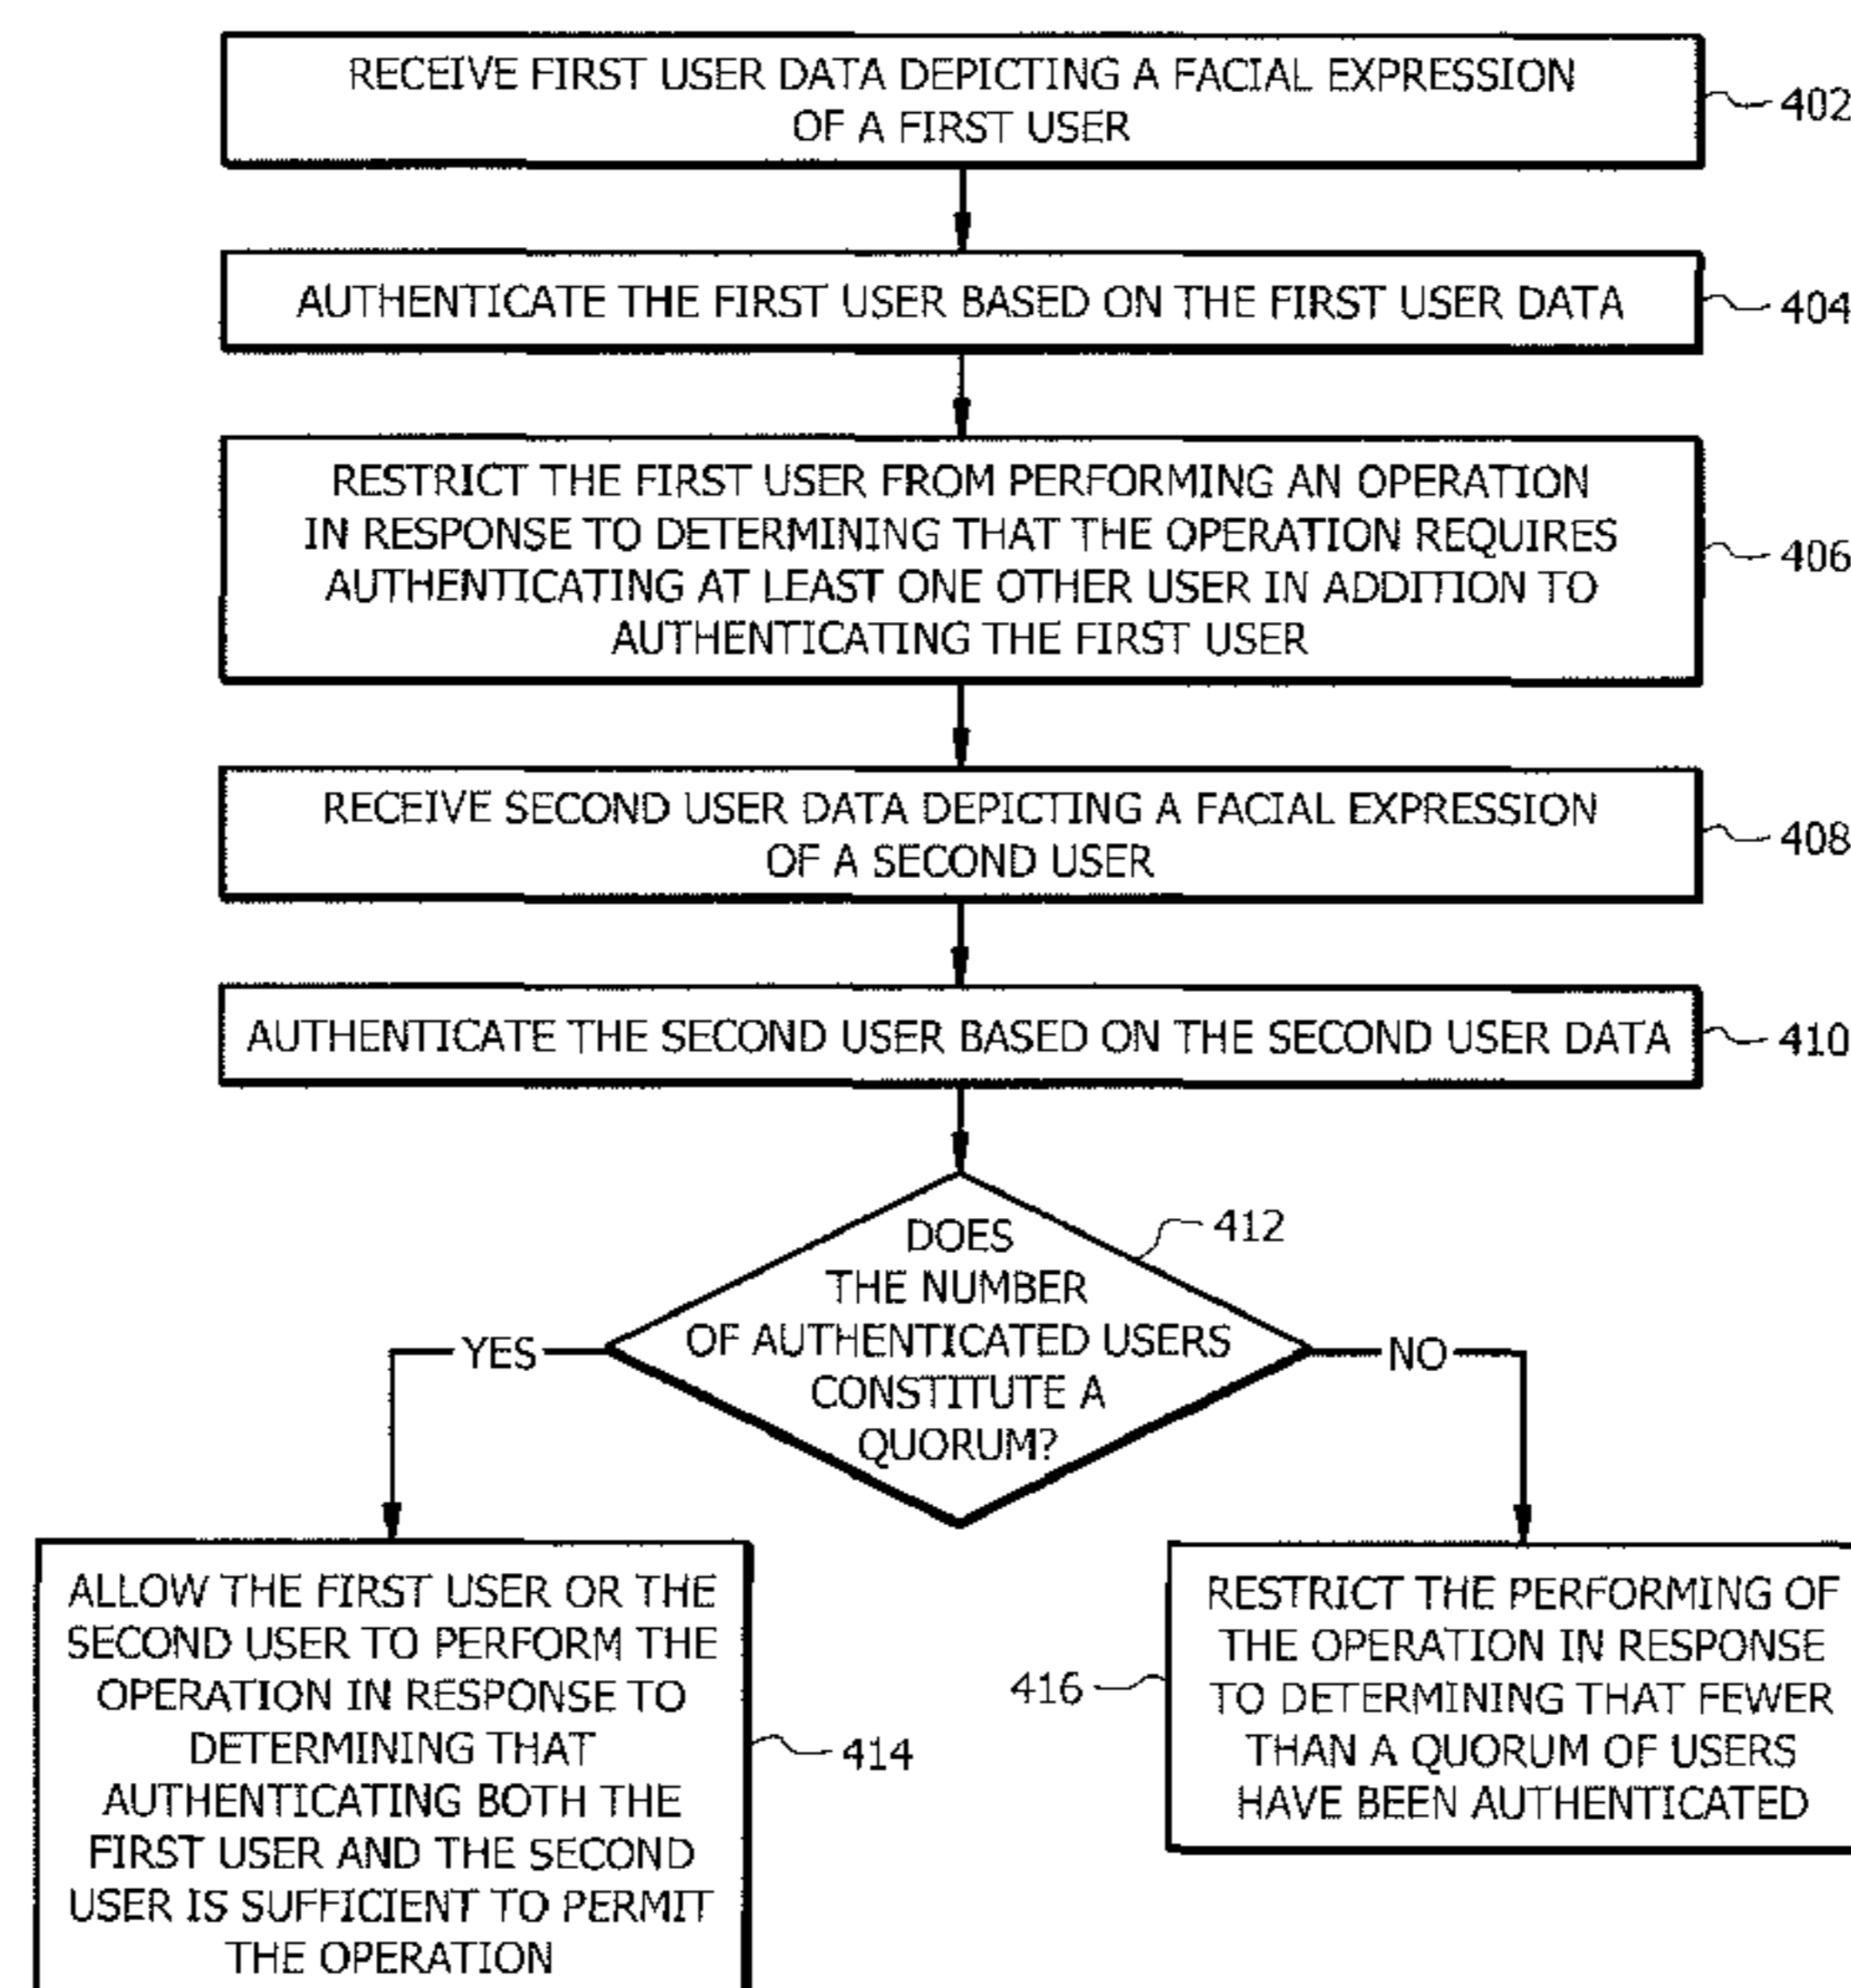 RECEIVE FIRST USER DATA DEPICTING A FACIAL EXPRESSION
OF A FIRST USER
402
AUTHENTICATE THE FIRST USER BASED ON THE FIRST USER DATA
404
RESTRICT THE FIRST USER FROM PERFORMING AN OPERATION
IN RESPONSE TO DETERMINING THAT THE OPERATION REQUIRES
AUTHENTICATING AT LEAST ONE OTHER USER IN ADDITION TO
AUTHENTICATING THE FIRST USER
406
RECEIVE SECOND USER DATA DEPICTING A FACIAL EXPRESSION
OF A SECOND USER
408
AUTHENTICATE THE SECOND USER BASED ON THE SECOND USER DATA
410
DOES
THE NUMBER
OF AUTHENTICATED USERS
CONSTITUTE A
QUORUM?
412
YES
NO
ALLOW THE FIRST USER OR THE
SECOND USER TO PERFORM THE
OPERATION IN RESPONSE TO
DETERMINING THAT
AUTHENTICATING BOTH THE
FIRST USER AND THE SECOND
USER IS SUFFICIENT TO PERMIT
THE OPERATION
414
RESTRICT THE PERFORMING OF
THE OPERATION IN RESPONSE
TO DETERMINING THAT FEWER
THAN A QUORUM OF USERS
HAVE BEEN AUTHENTICATED
416